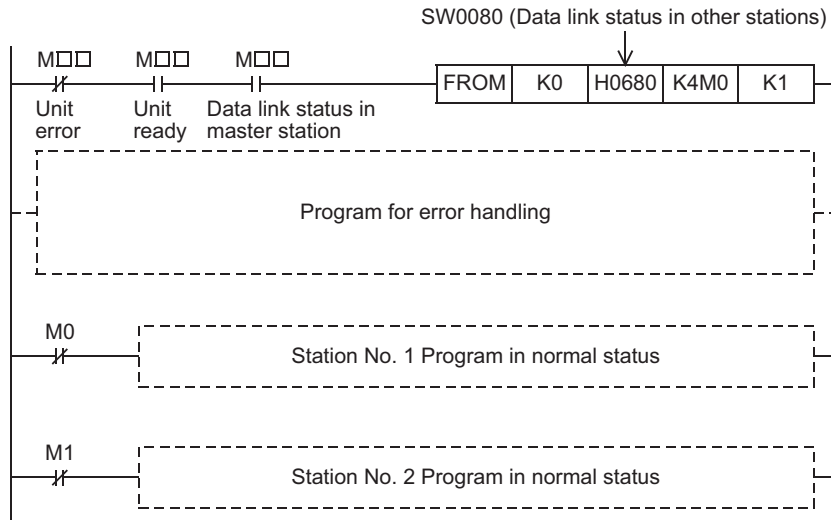 SW0080 (Data link status in other stations)
M□□ M□□ M□□
FROM K0 H0680 K4M0 K1
Unit error
Unit ready
Data link status in master station
Program for error handling
M0
Station No. 1 Program in normal status
M1
Station No. 2 Program in normal status